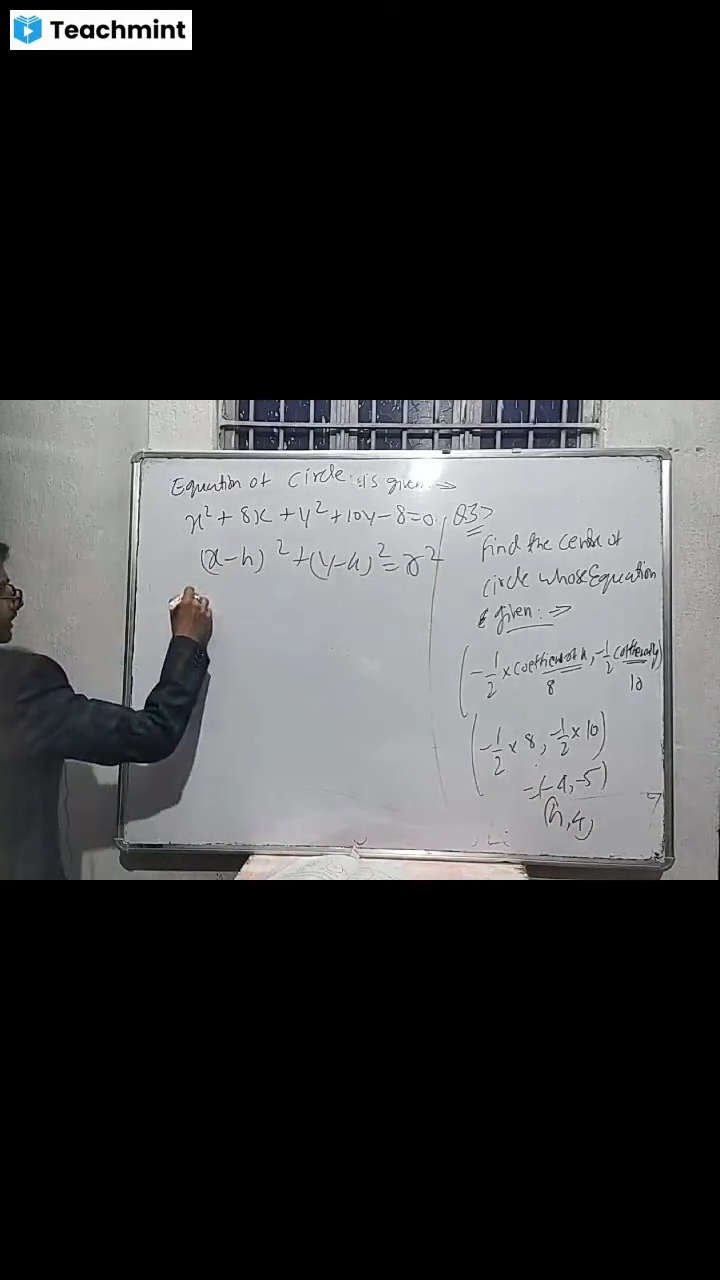 Teachmint
Equation of circle is given →
x² + 8x + y² + 10y - 8 = 0
(x-h)² + (y-k)² = r²
Q3>
find the centre of
circle whose Equation
given: ⇒
(-1/2 × coefficient of x, -1/2 coefficient of y)
8 10
(-1/2 × 8, -1/2 × 10)
= (-4, -5)
(h, k)